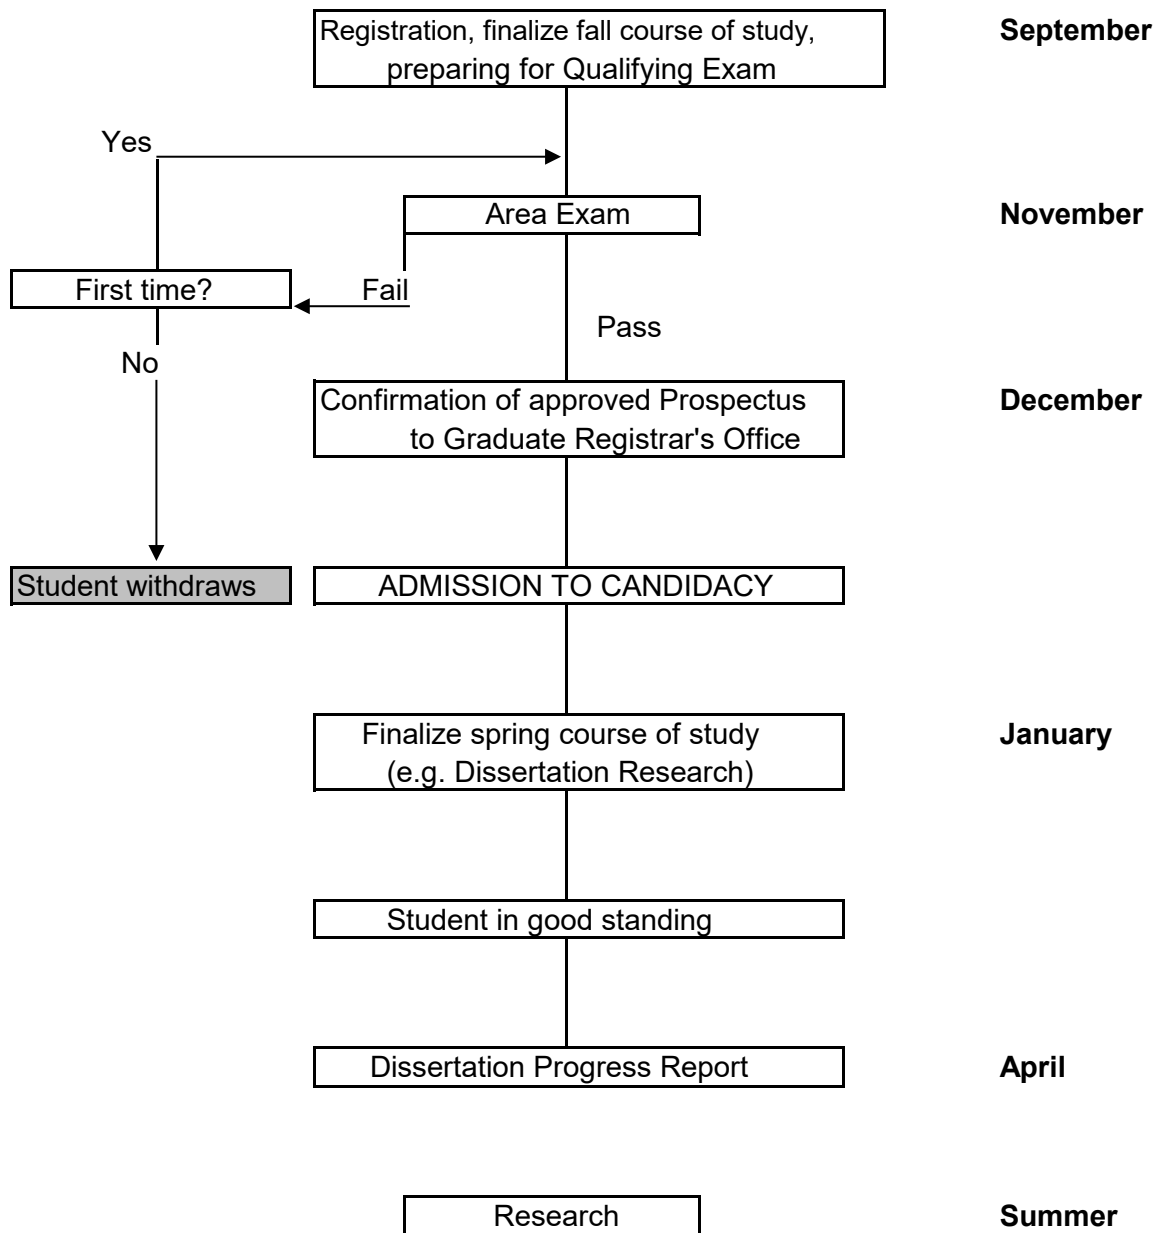 Registration, finalize fall course of study,
preparing for Qualifying Exam
September
Yes
Area Exam
November
First time?
Fail
Pass
No
Confirmation of approved Prospectus
to Graduate Registrar's Office
December
Student withdraws
ADMISSION TO CANDIDACY
Finalize spring course of study
(e.g. Dissertation Research)
January
Student in good standing
Dissertation Progress Report
April
Research
Summer